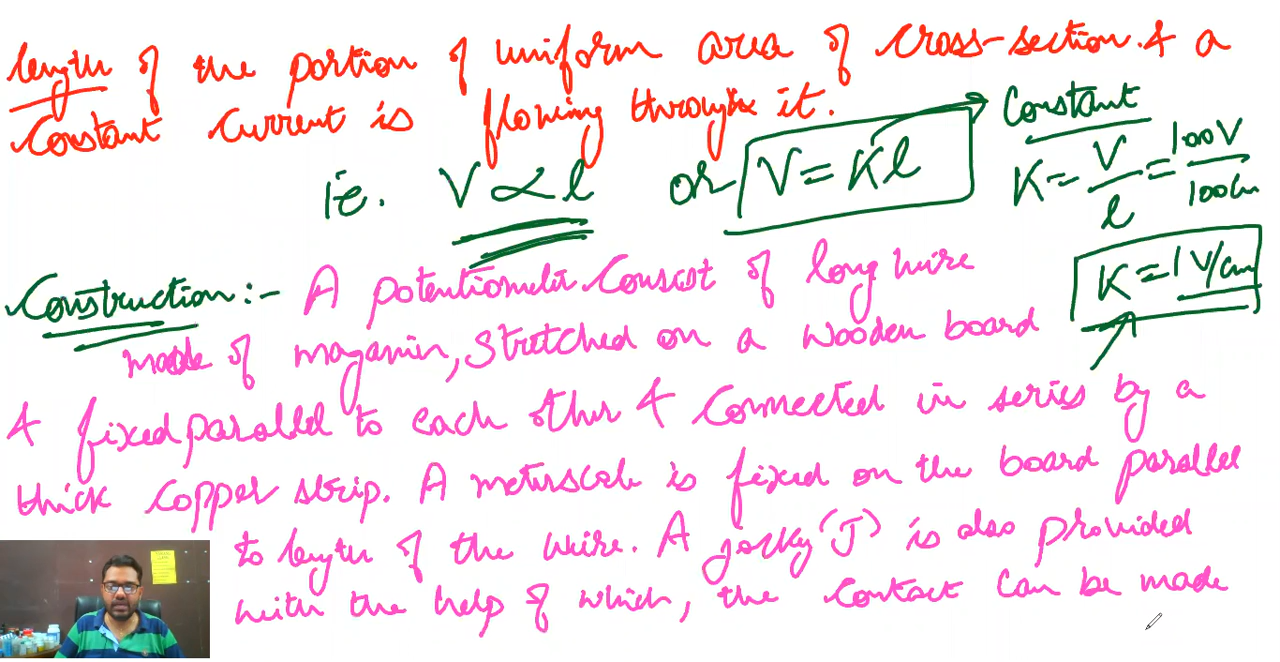 length of the portion of uniform area of cross-section & a
constant current is flowing through it.
Constant
i.e. V ∝ l or V = Kl
K = V/l = 100V/100cm
K = 1 V/cm
Construction:- A potentiometer consist of long wire
made of maganin, stretched on a wooden board
& fixed parallel to each other & connected in series by a
thick copper strip. A meterscale is fixed on the board parallel
to length of the wire. A jocky (J) is also provided
with the help of which, the contact can be made